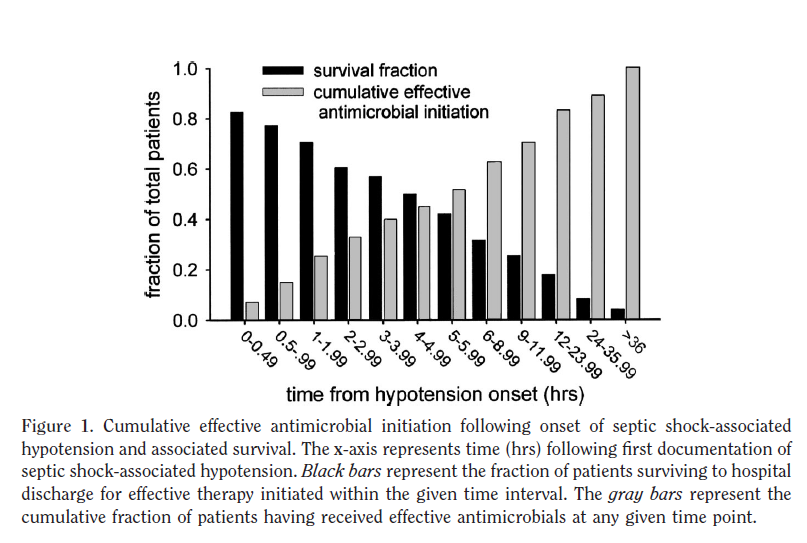 1.0
0.8
0.6
0.4
0.2
0.0
fraction of total patients
survival fraction
cumulative effective
antimicrobial initiation
0-0.49
0.5-.99
1-1.99
2-2.99
3-3.99
4-4.99
5-5.99
6-8.99
9-11.99
12-23.99
24-35.99
>36
time from hypotension onset (hrs)
Figure 1. Cumulative effective antimicrobial initiation following onset of septic shock-associated
hypotension and associated survival. The x-axis represents time (hrs) following first documentation of
septic shock-associated hypotension. Black bars represent the fraction of patients surviving to hospital
discharge for effective therapy initiated within the given time interval. The gray bars represent the
cumulative fraction of patients having received effective antimicrobials at any given time point.